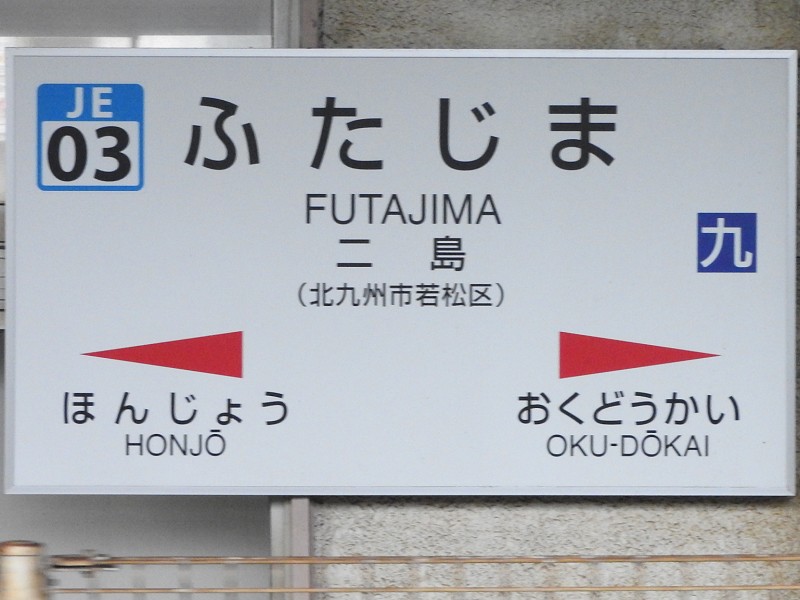 JE
03
ふたじま
FUTAJIMA
二島
九
（北九州市若松区）
ほんじょう
HONJŌ
おくどうかい
OKU-DŌKAI